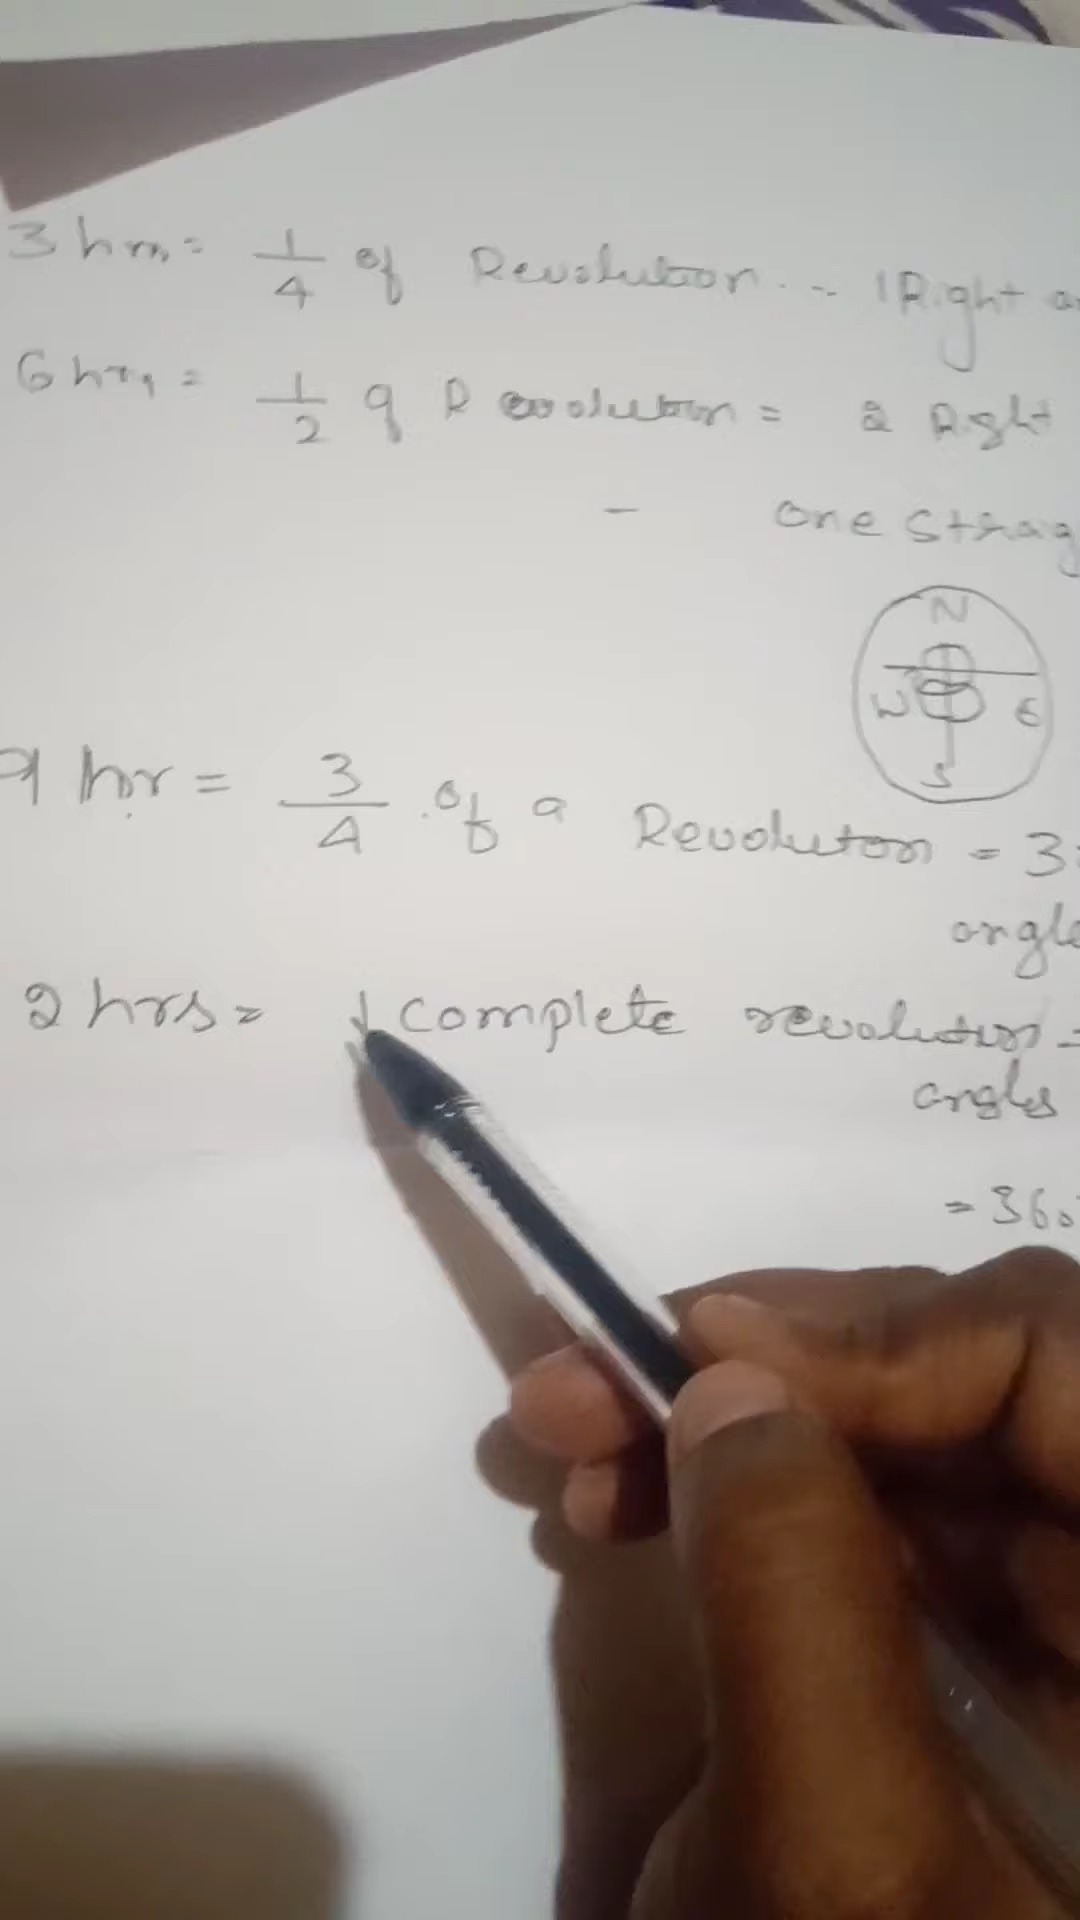 3 hrs = 1/4 of Revolution... 1 Right
6 hrs = 1/2 of Revolution = 2 Right
- one Straig
N
W E
S
9 hr = 3/4 of a Revolution = 3
angle
2 hrs = 1 Complete revolution =
angles
= 360